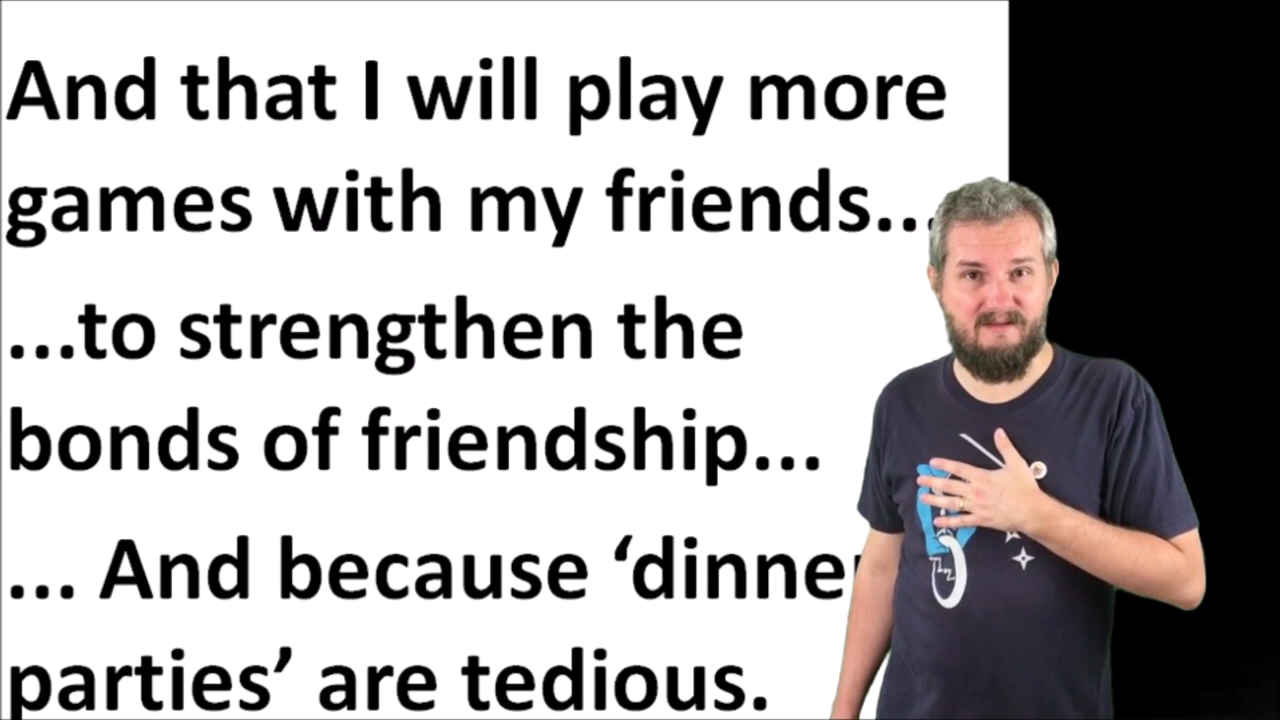 And that I will play more
games with my friends...
...to strengthen the
bonds of friendship...
... And because ‘dinner
parties’ are tedious.